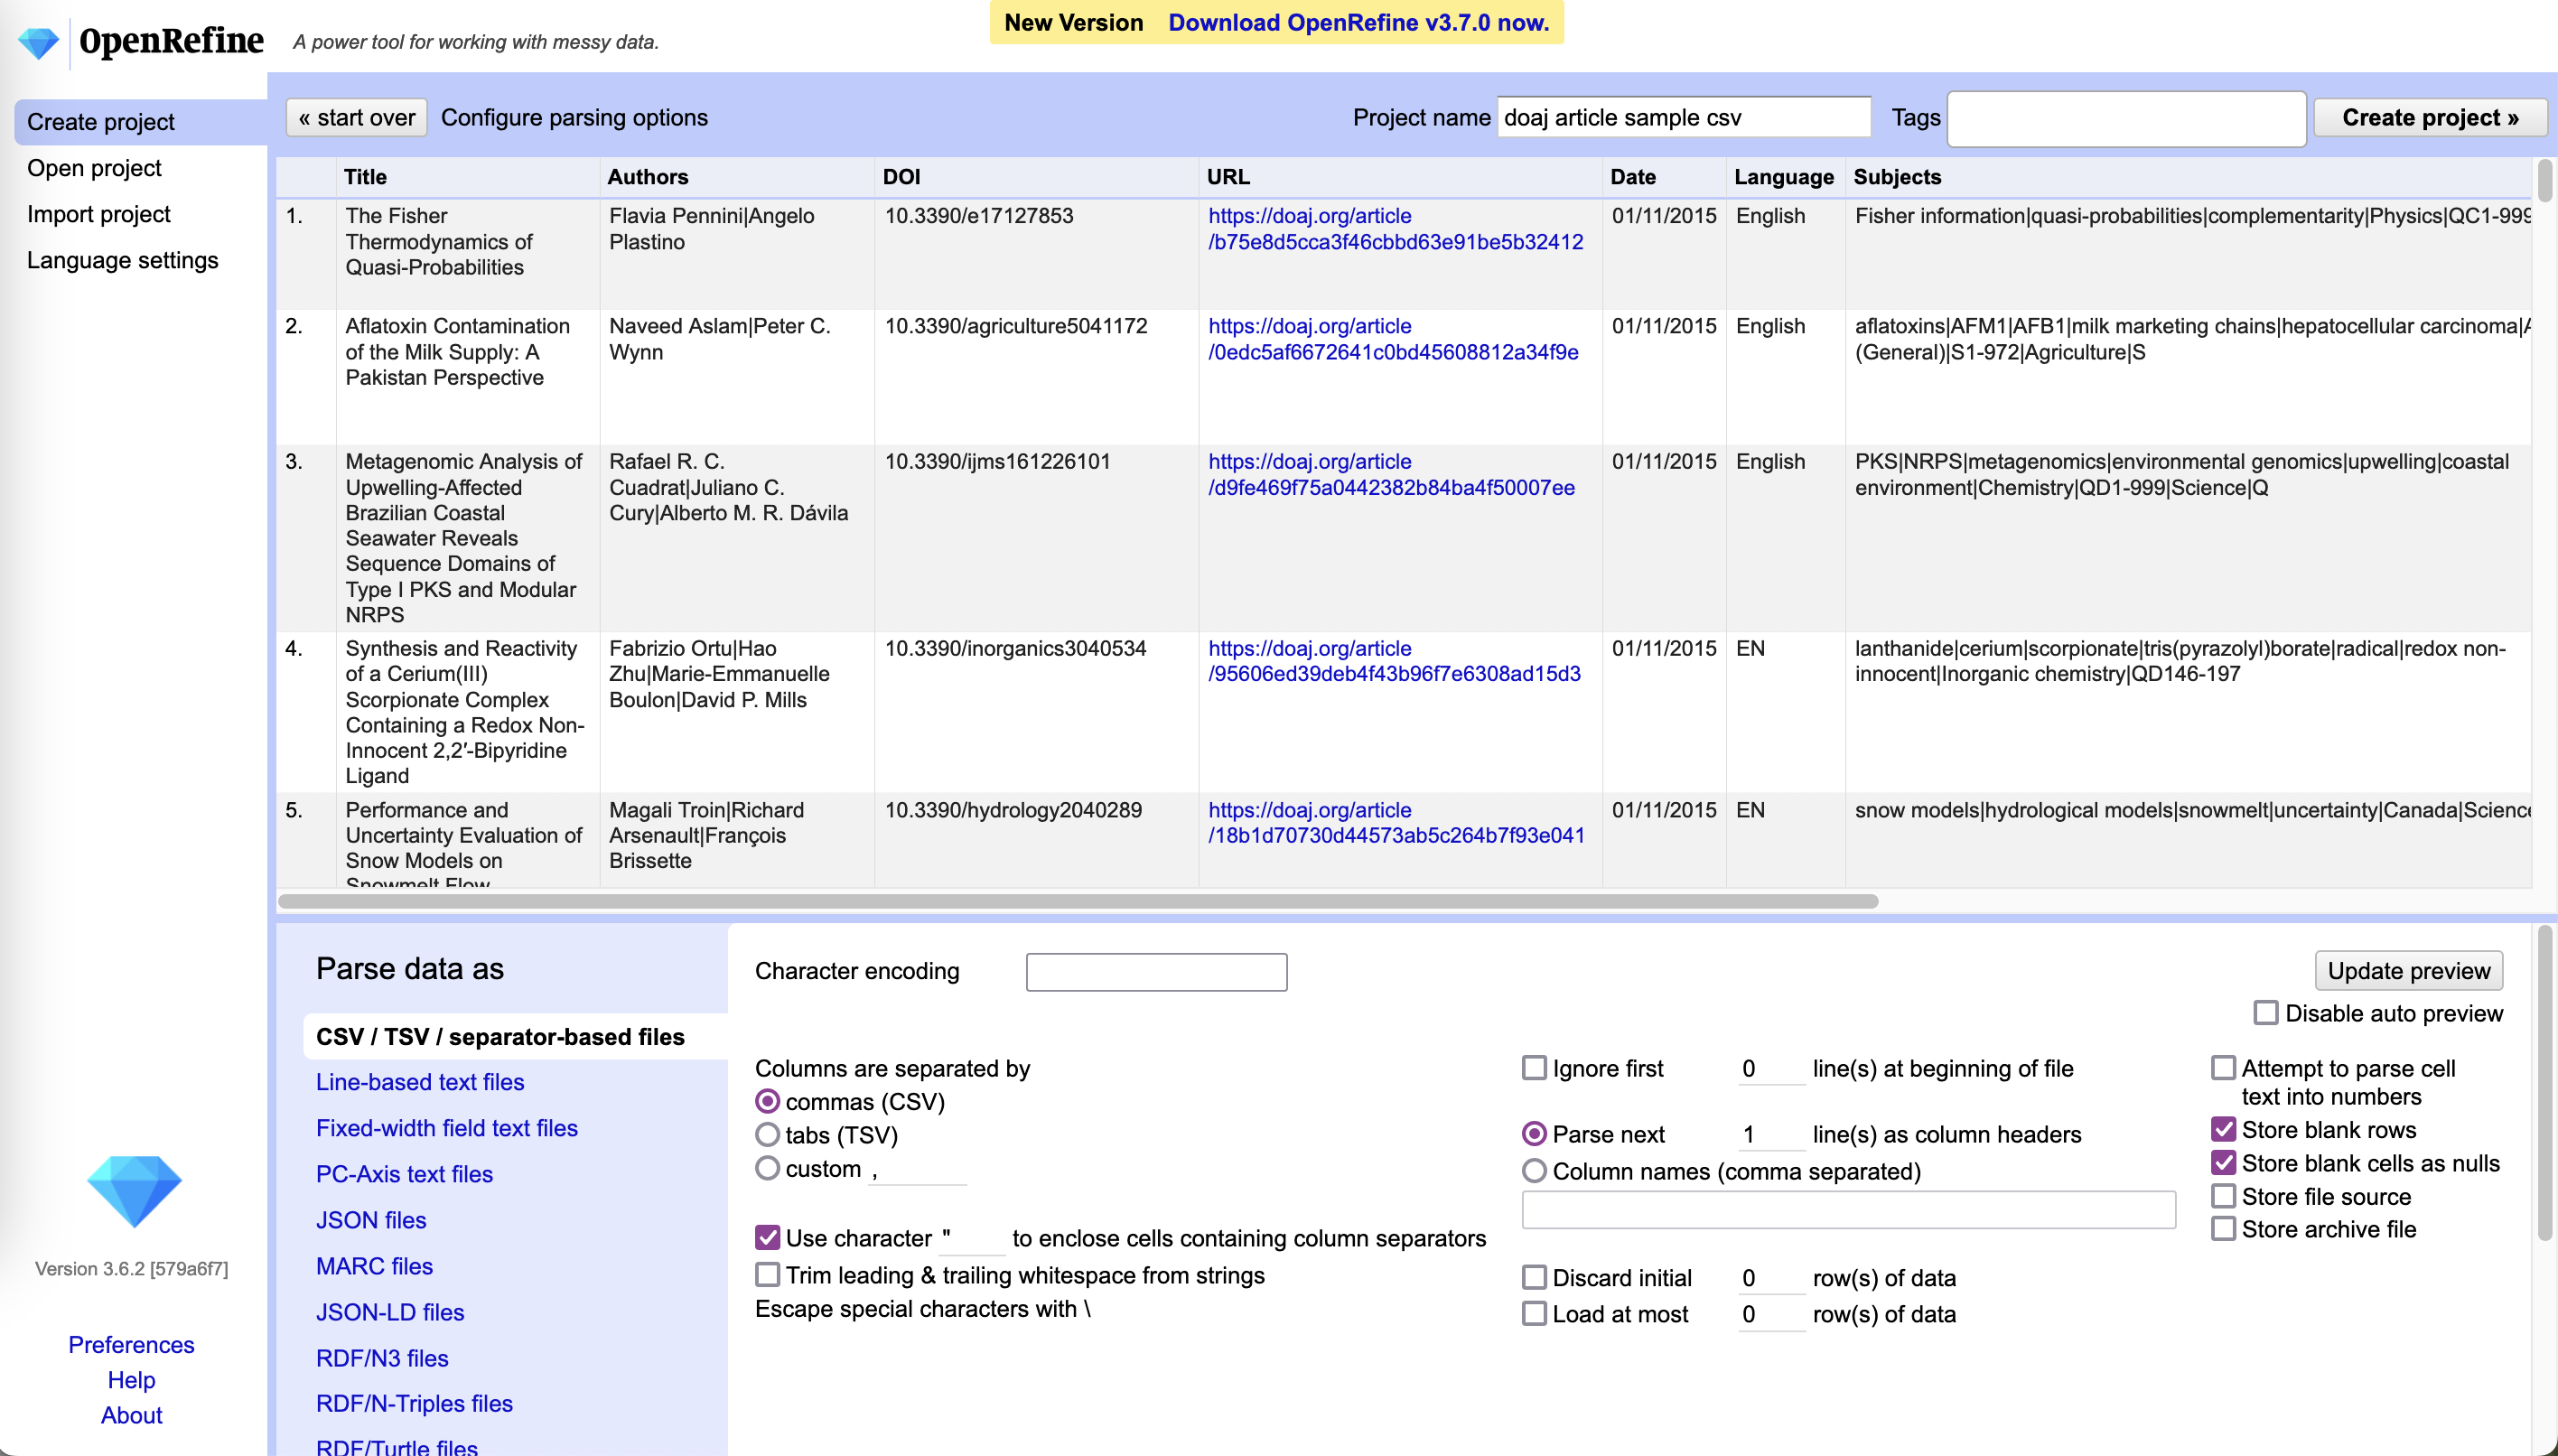 OpenRefine
A power tool for working with messy data.
New Version Download OpenRefine v3.7.0 now.
Create project
Open project
Import project
Language settings
« start over Configure parsing options Project name doaj article sample csv Tags Create project »
Title Authors DOI URL Date Language Subjects
1. The Fisher Flavia Pennini|Angelo 10.3390/e17127853 https://doaj.org/article 01/11/2015 English Fisher information|quasi-probabilities|complementarity|Physics|QC1-999
Thermodynamics of Plastino /b75e8d5cca3f46cbbd63e91be5b32412
Quasi-Probabilities
2. Aflatoxin Contamination Naveed Aslam|Peter C. 10.3390/agriculture5041172 https://doaj.org/article 01/11/2015 English aflatoxins|AFM1|AFB1|milk marketing chains|hepatocellular carcinoma|
of the Milk Supply: A Wynn /0edc5af6672641c0bd45608812a34f9e (General)|S1-972|Agriculture|S
Pakistan Perspective
3. Metagenomic Analysis of Rafael R. C. 10.3390/ijms161226101 https://doaj.org/article 01/11/2015 English PKS|NRPS|metagenomics|environmental genomics|upwelling|coastal
Upwelling-Affected Cuadrat|Juliano C. /d9fe469f75a0442382b84ba4f50007ee environment|Chemistry|QD1-999|Science|Q
Brazilian Coastal Cury|Alberto M. R. Dávila
Seawater Reveals
Sequence Domains of
Type I PKS and Modular
NRPS
4. Synthesis and Reactivity Fabrizio Ortu|Hao 10.3390/inorganics3040534 https://doaj.org/article 01/11/2015 EN lanthanide|cerium|scorpionate|tris(pyrazolyl)borate|radical|redox non-
of a Cerium(III) Zhu|Marie-Emmanuelle /95606ed39deb4f43b96f7e6308ad15d3 innocent|Inorganic chemistry|QD146-197
Scorpionate Complex Boulon|David P. Mills
Containing a Redox Non-
Innocent 2,2′-Bipyridine
Ligand
5. Performance and Magali Troin|Richard 10.3390/hydrology2040289 https://doaj.org/article 01/11/2015 EN snow models|hydrological models|snowmelt|uncertainty|Canada|Science
Uncertainty Evaluation of Arsenault|François /18b1d70730d44573ab5c264b7f93e041
Snow Models on Brissette
Snowmelt Flow
Parse data as
CSV / TSV / separator-based files
Line-based text files
Fixed-width field text files
PC-Axis text files
JSON files
MARC files
JSON-LD files
RDF/N3 files
RDF/N-Triples files
RDF/Turtle files
Character encoding
Update preview
Disable auto preview
Columns are separated by
commas (CSV)
tabs (TSV)
custom ,
Use character " to enclose cells containing column separators
Trim leading & trailing whitespace from strings
Escape special characters with \
Ignore first 0 line(s) at beginning of file
Parse next 1 line(s) as column headers
Column names (comma separated)
Discard initial 0 row(s) of data
Load at most 0 row(s) of data
Attempt to parse cell
text into numbers
Store blank rows
Store blank cells as nulls
Store file source
Store archive file
Version 3.6.2 [579a6f7]
Preferences
Help
About